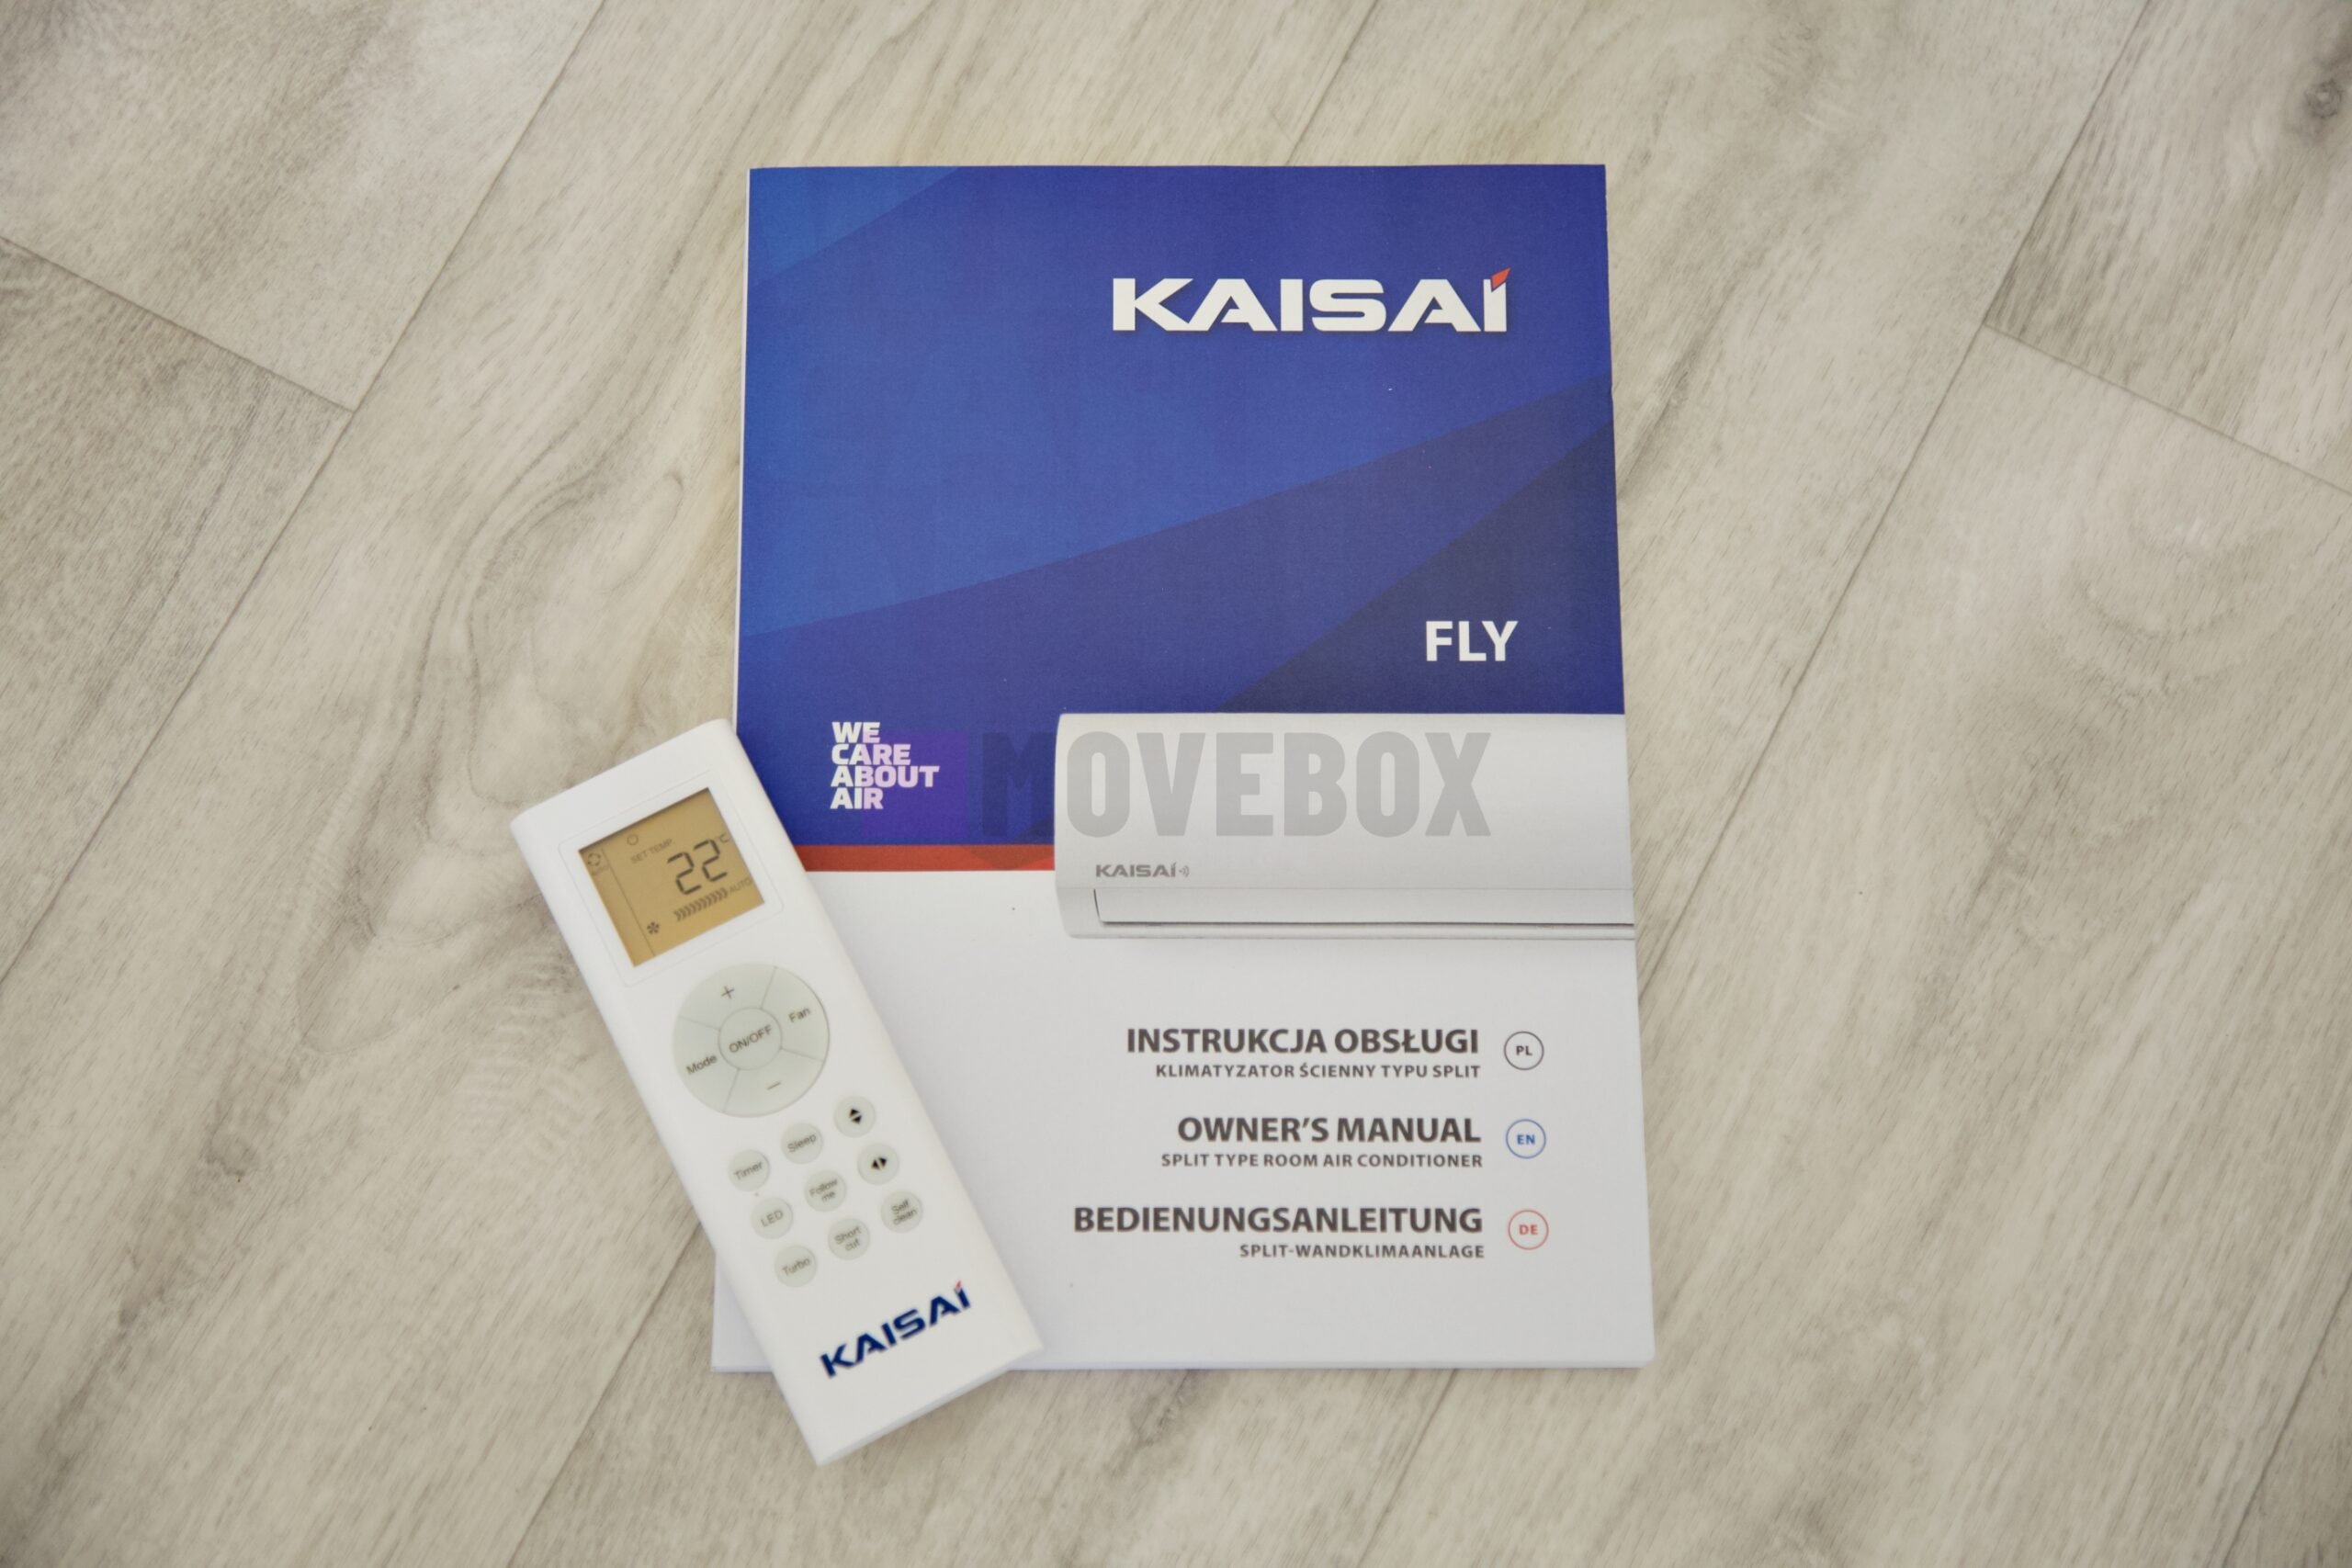 KAISAI
FLY
WE
CARE
ABOUT
AIR
MOVEBOX
KAISAI
INSTRUKCJA OBSŁUGI PL
KLIMATYZATOR ŚCIENNY TYPU SPLIT
OWNER'S MANUAL EN
SPLIT TYPE ROOM AIR CONDITIONER
BEDIENUNGSANLEITUNG DE
SPLIT-WANDKLIMAANLAGE
SET TEMP.
22°C
AUTO
+
Fan
ON/OFF
Mode
−
Timer
Sleep
LED
Follow
me
Turbo
Short
cut
Self
clean
KAISAI